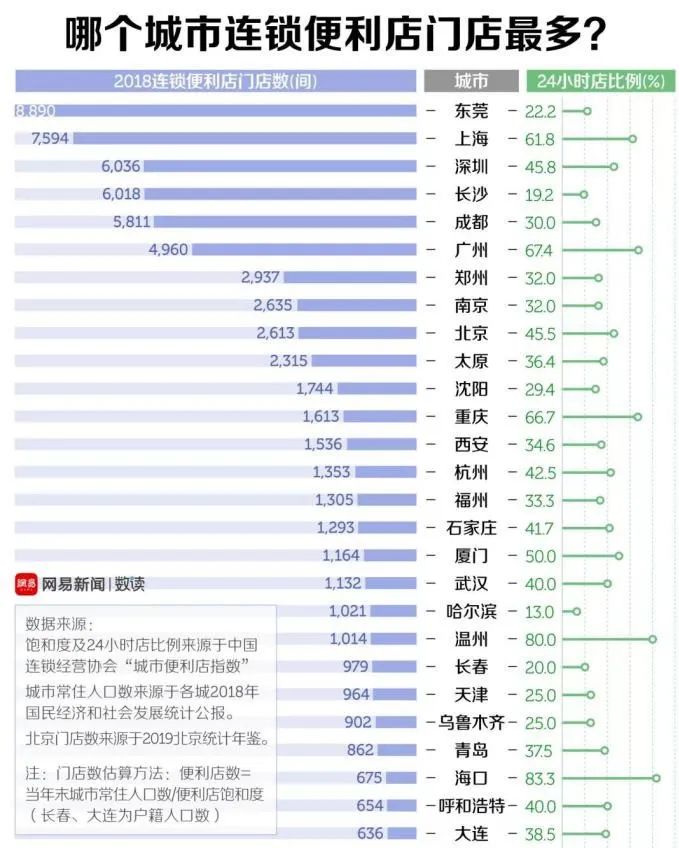 哪个城市连锁便利店门店最多？
2018连锁便利店门店数(间) 城市 24小时店比例(%)
8,890 东莞 22.2
7,594 上海 61.8
6,036 深圳 45.8
6,018 长沙 19.2
5,811 成都 30.0
4,960 广州 67.4
2,937 郑州 32.0
2,635 南京 32.0
2,613 北京 45.5
2,315 太原 36.4
1,744 沈阳 29.4
1,613 重庆 66.7
1,536 西安 34.6
1,353 杭州 42.5
1,305 福州 33.3
1,293 石家庄 41.7
1,164 厦门 50.0
网易 网易新闻|数读
1,132 武汉 40.0
1,021 哈尔滨 13.0
1,014 温州 80.0
979 长春 20.0
964 天津 25.0
902 乌鲁木齐 25.0
862 青岛 37.5
675 海口 83.3
654 呼和浩特 40.0
636 大连 38.5
数据来源：
饱和度及24小时店比例来源于中国
连锁经营协会“城市便利店指数”
城市常住人口数来源于各城2018年
国民经济和社会发展统计公报。
北京门店数来源于2019北京统计年鉴。
注：门店数估算方法：便利店数=
当年末城市常住人口数/便利店饱和度
（长春、大连为户籍人口数）